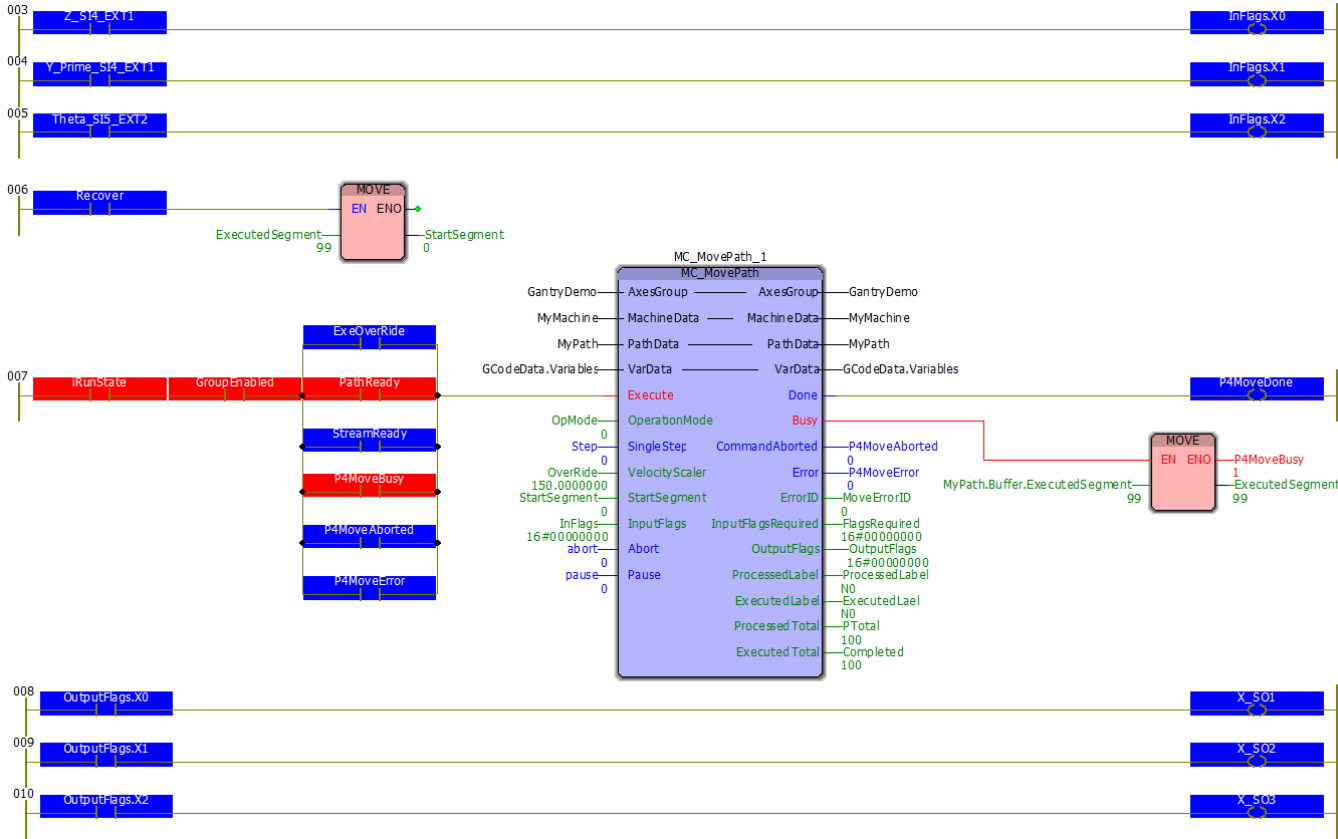 003
Z_SI4_EXT1
InFlags.X0
004
Y_Prime_SI4_EXT1
InFlags.X1
005
Theta_SI5_EXT2
InFlags.X2
006
Recover
MOVE
EN ENO
ExecutedSegment
99
StartSegment
0
MC_MovePath_1
MC_MovePath
GantryDemo AxesGroup AxesGroup GantryDemo
MyMachine MachineData MachineData MyMachine
ExeOverRide
MyPath PathData PathData MyPath
GCodeData.Variables VarData VarData GCodeData.Variables
007
iRunState GroupEnabled PathReady
Execute Done
P4MoveDone
OpMode OperationMode Busy
0
StreamReady
Step SingleStep CommandAborted P4MoveAborted
0 0
MOVE
EN ENO P4MoveBusy
1
OverRide VelocityScaler Error P4MoveError
150.0000000 0
P4MoveBusy
MyPath.Buffer.ExecutedSegment ExecutedSegment
99 99
StartSegment StartSegment ErrorID MoveErrorID
0 0
InFlags InputFlags InputFlagsRequired FlagsRequired
16#00000000 16#00000000
P4MoveAborted
abort Abort OutputFlags OutputFlags
0 16#00000000
P4MoveError
pause Pause ProcessedLabel ProcessedLabel
0 N0
ExecutedLabel ExecutedLael
N0
Processed Total PTotal
100
Executed Total Completed
100
008
OutputFlags.X0
X_SO1
009
OutputFlags.X1
X_SO2
010
OutputFlags.X2
X_SO3